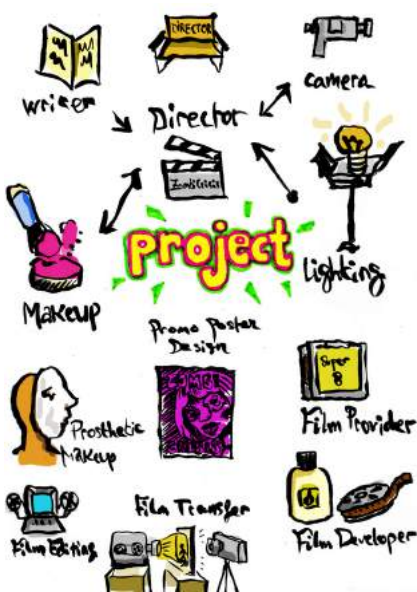 DIRECTOR
writer
Director
camera
project
Makeup
Lighting
Promo Poster
Design
ZOMBI
Super
8
Prosthetic
Makeup
Film Provider
Film Editing
Film Transfer
Film Developer